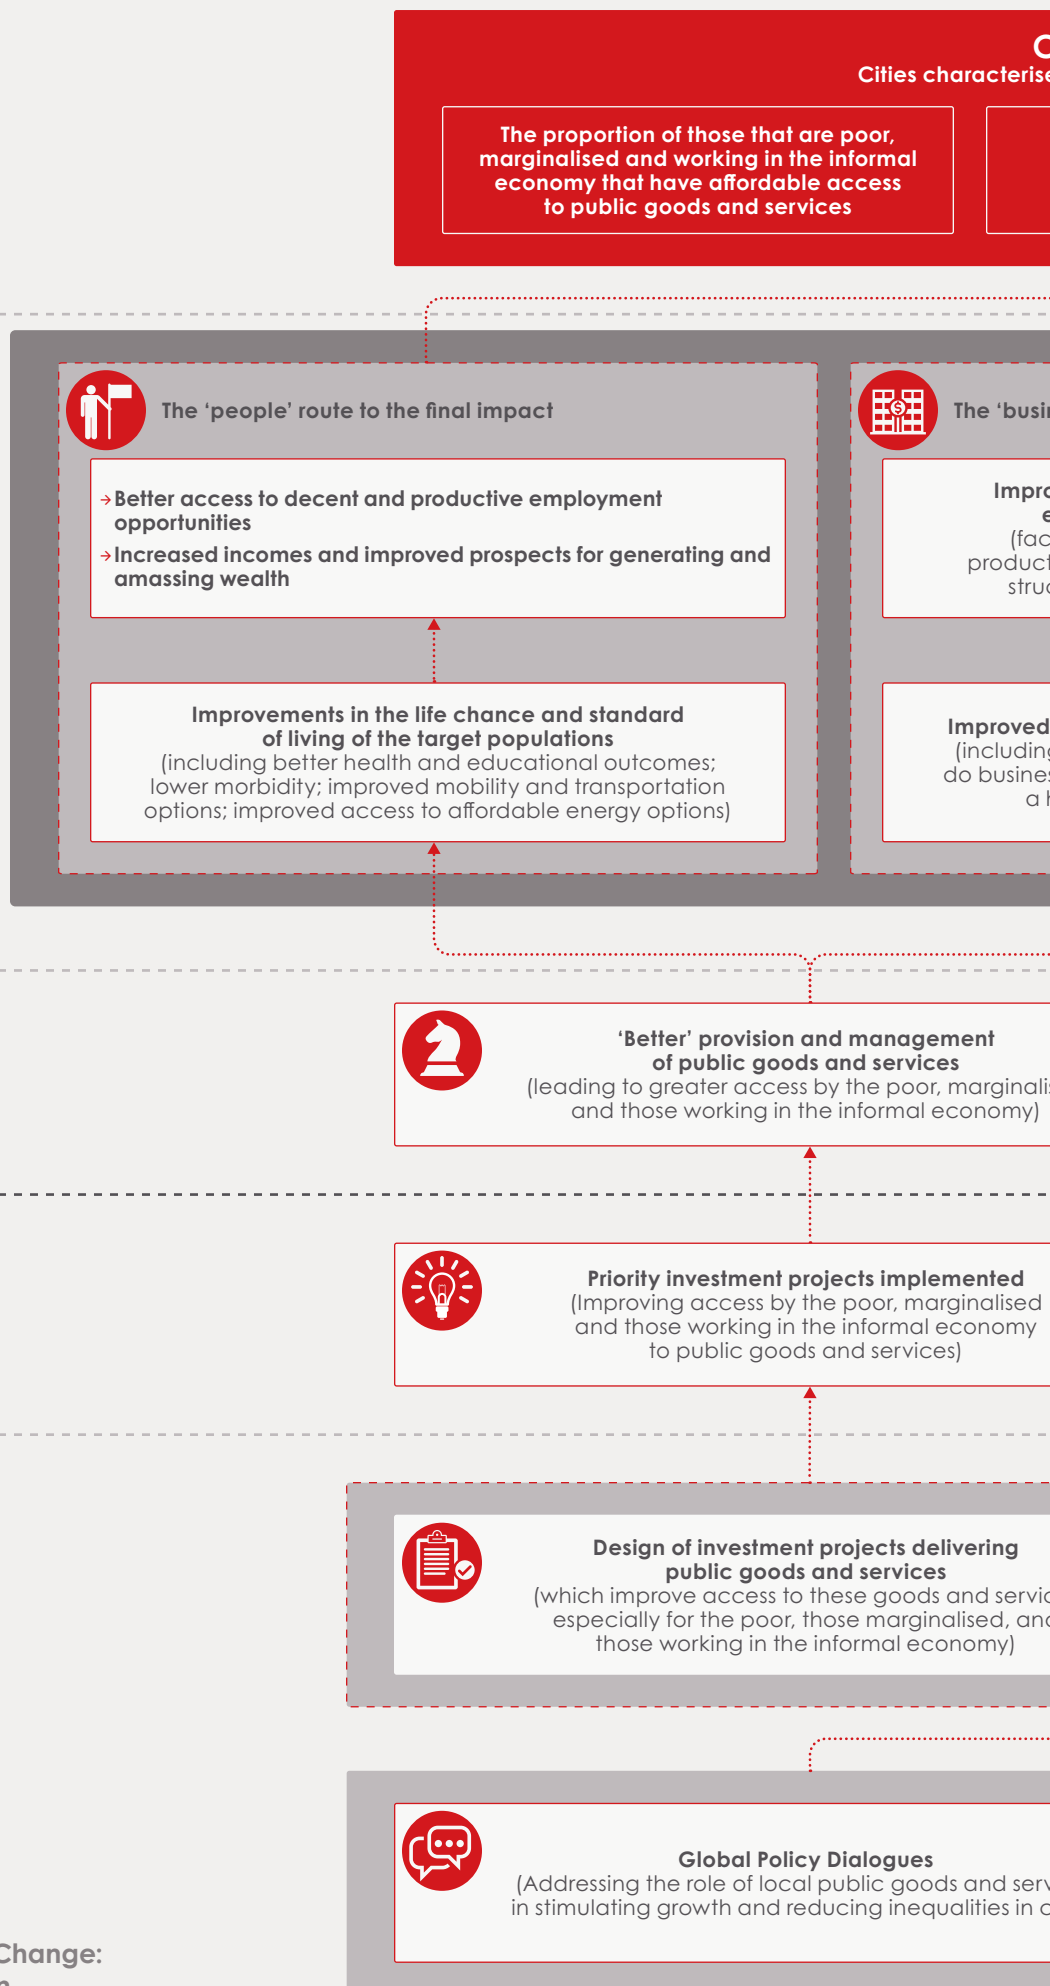 Cities
The proportion of those that are poor,
marginalised and working in the informal
economy that have affordable access
to public goods and services
The ‘people’ route to the final impact
The
→Better access to decent and productive employment
opportunities
→Increased incomes and improved prospects for generating and
amassing wealth
Improvements in the life chance and standard
of living of the target populations
(including better health and educational outcomes;
lower morbidity; improved mobility and transportation
options; improved access to affordable energy options)
Improved
do
a
‘Better’ provision and management
of public goods and services
(leading to greater access by the poor,
and those working in the informal economy)
Priority investment projects implemented
(Improving access by the poor, marginalised
and those working in the informal economy
to public goods and services)
Design of investment projects delivering
public goods and services
(which improve access to these goods and
especially for the poor, those marginalised,
those working in the informal economy)
Global Policy Dialogues
(Addressing the role of local public goods and
in stimulating growth and reducing inequalities in
Change: